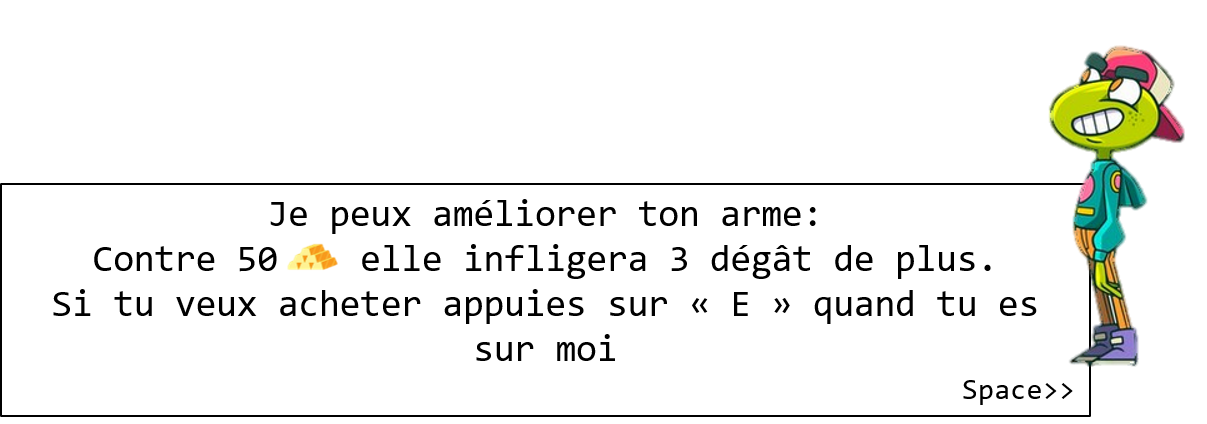 Je peux améliorer ton arme:
Contre 50 elle infligera 3 dégât de plus.
Si tu veux acheter appuies sur « E » quand tu es
sur moi
Space>>